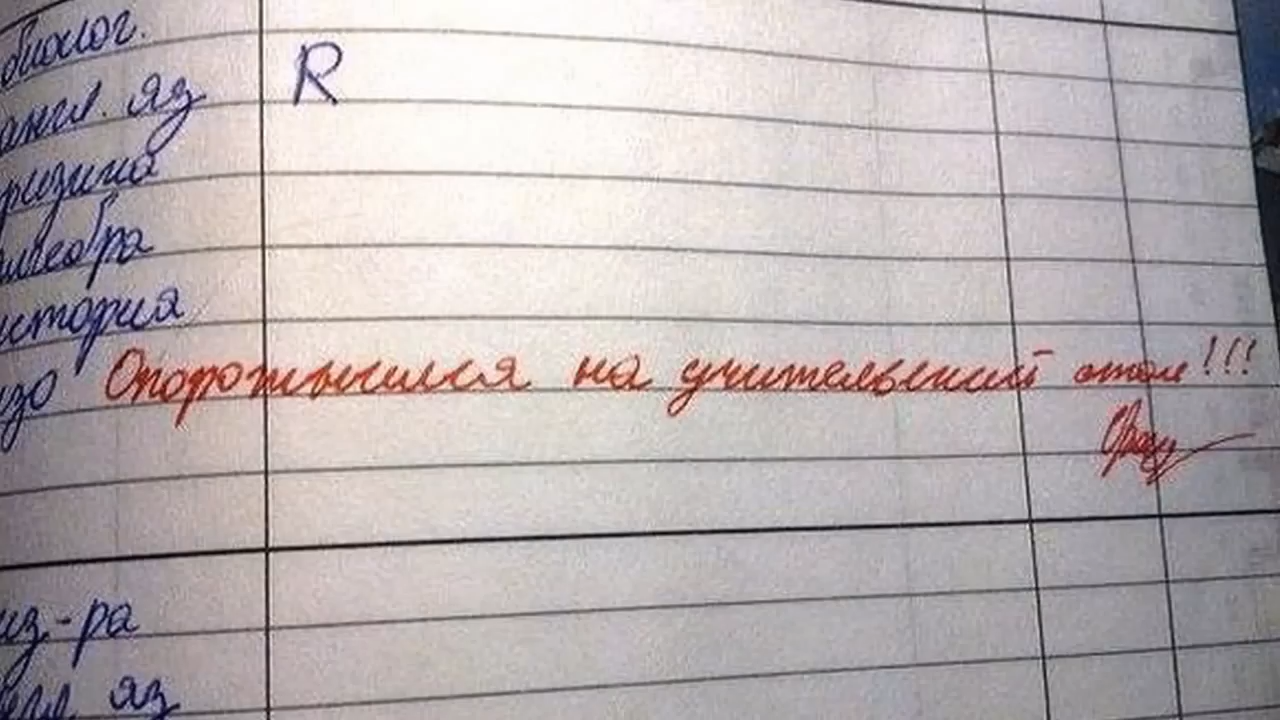 биолог.
англ. яз R
физика
алгебра
история
изо Опорожнился на учительский стол!!!
физ-ра
англ. яз